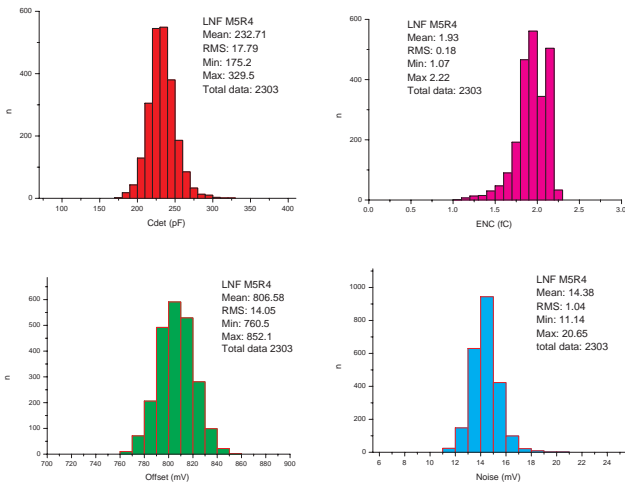 LNF M5R4
Mean: 232.71
RMS: 17.79
Min: 175.2
Max: 329.5
Total data: 2303
600
400
200
0
n
100 150 200 250 300 350 400
Cdet (pF)
LNF M5R4
Mean: 1.93
RMS: 0.18
Min: 1.07
Max 2.22
Total data: 2303
600
400
200
0
n
0.0 0.5 1.0 1.5 2.0 2.5 3.0
ENC (fC)
LNF M5R4
Mean: 806.58
RMS: 14.05
Min: 760.5
Max: 852.1
Total data 2303
600
500
400
300
200
100
0
n
700 720 740 760 780 800 820 840 860 880 900
Offset (mV)
LNF M5R4
Mean: 14.38
RMS: 1.04
Min: 11.14
Max: 20.65
total data: 2303
1000
800
600
400
200
0
n
6 8 10 12 14 16 18 20 22 24
Noise (mV)